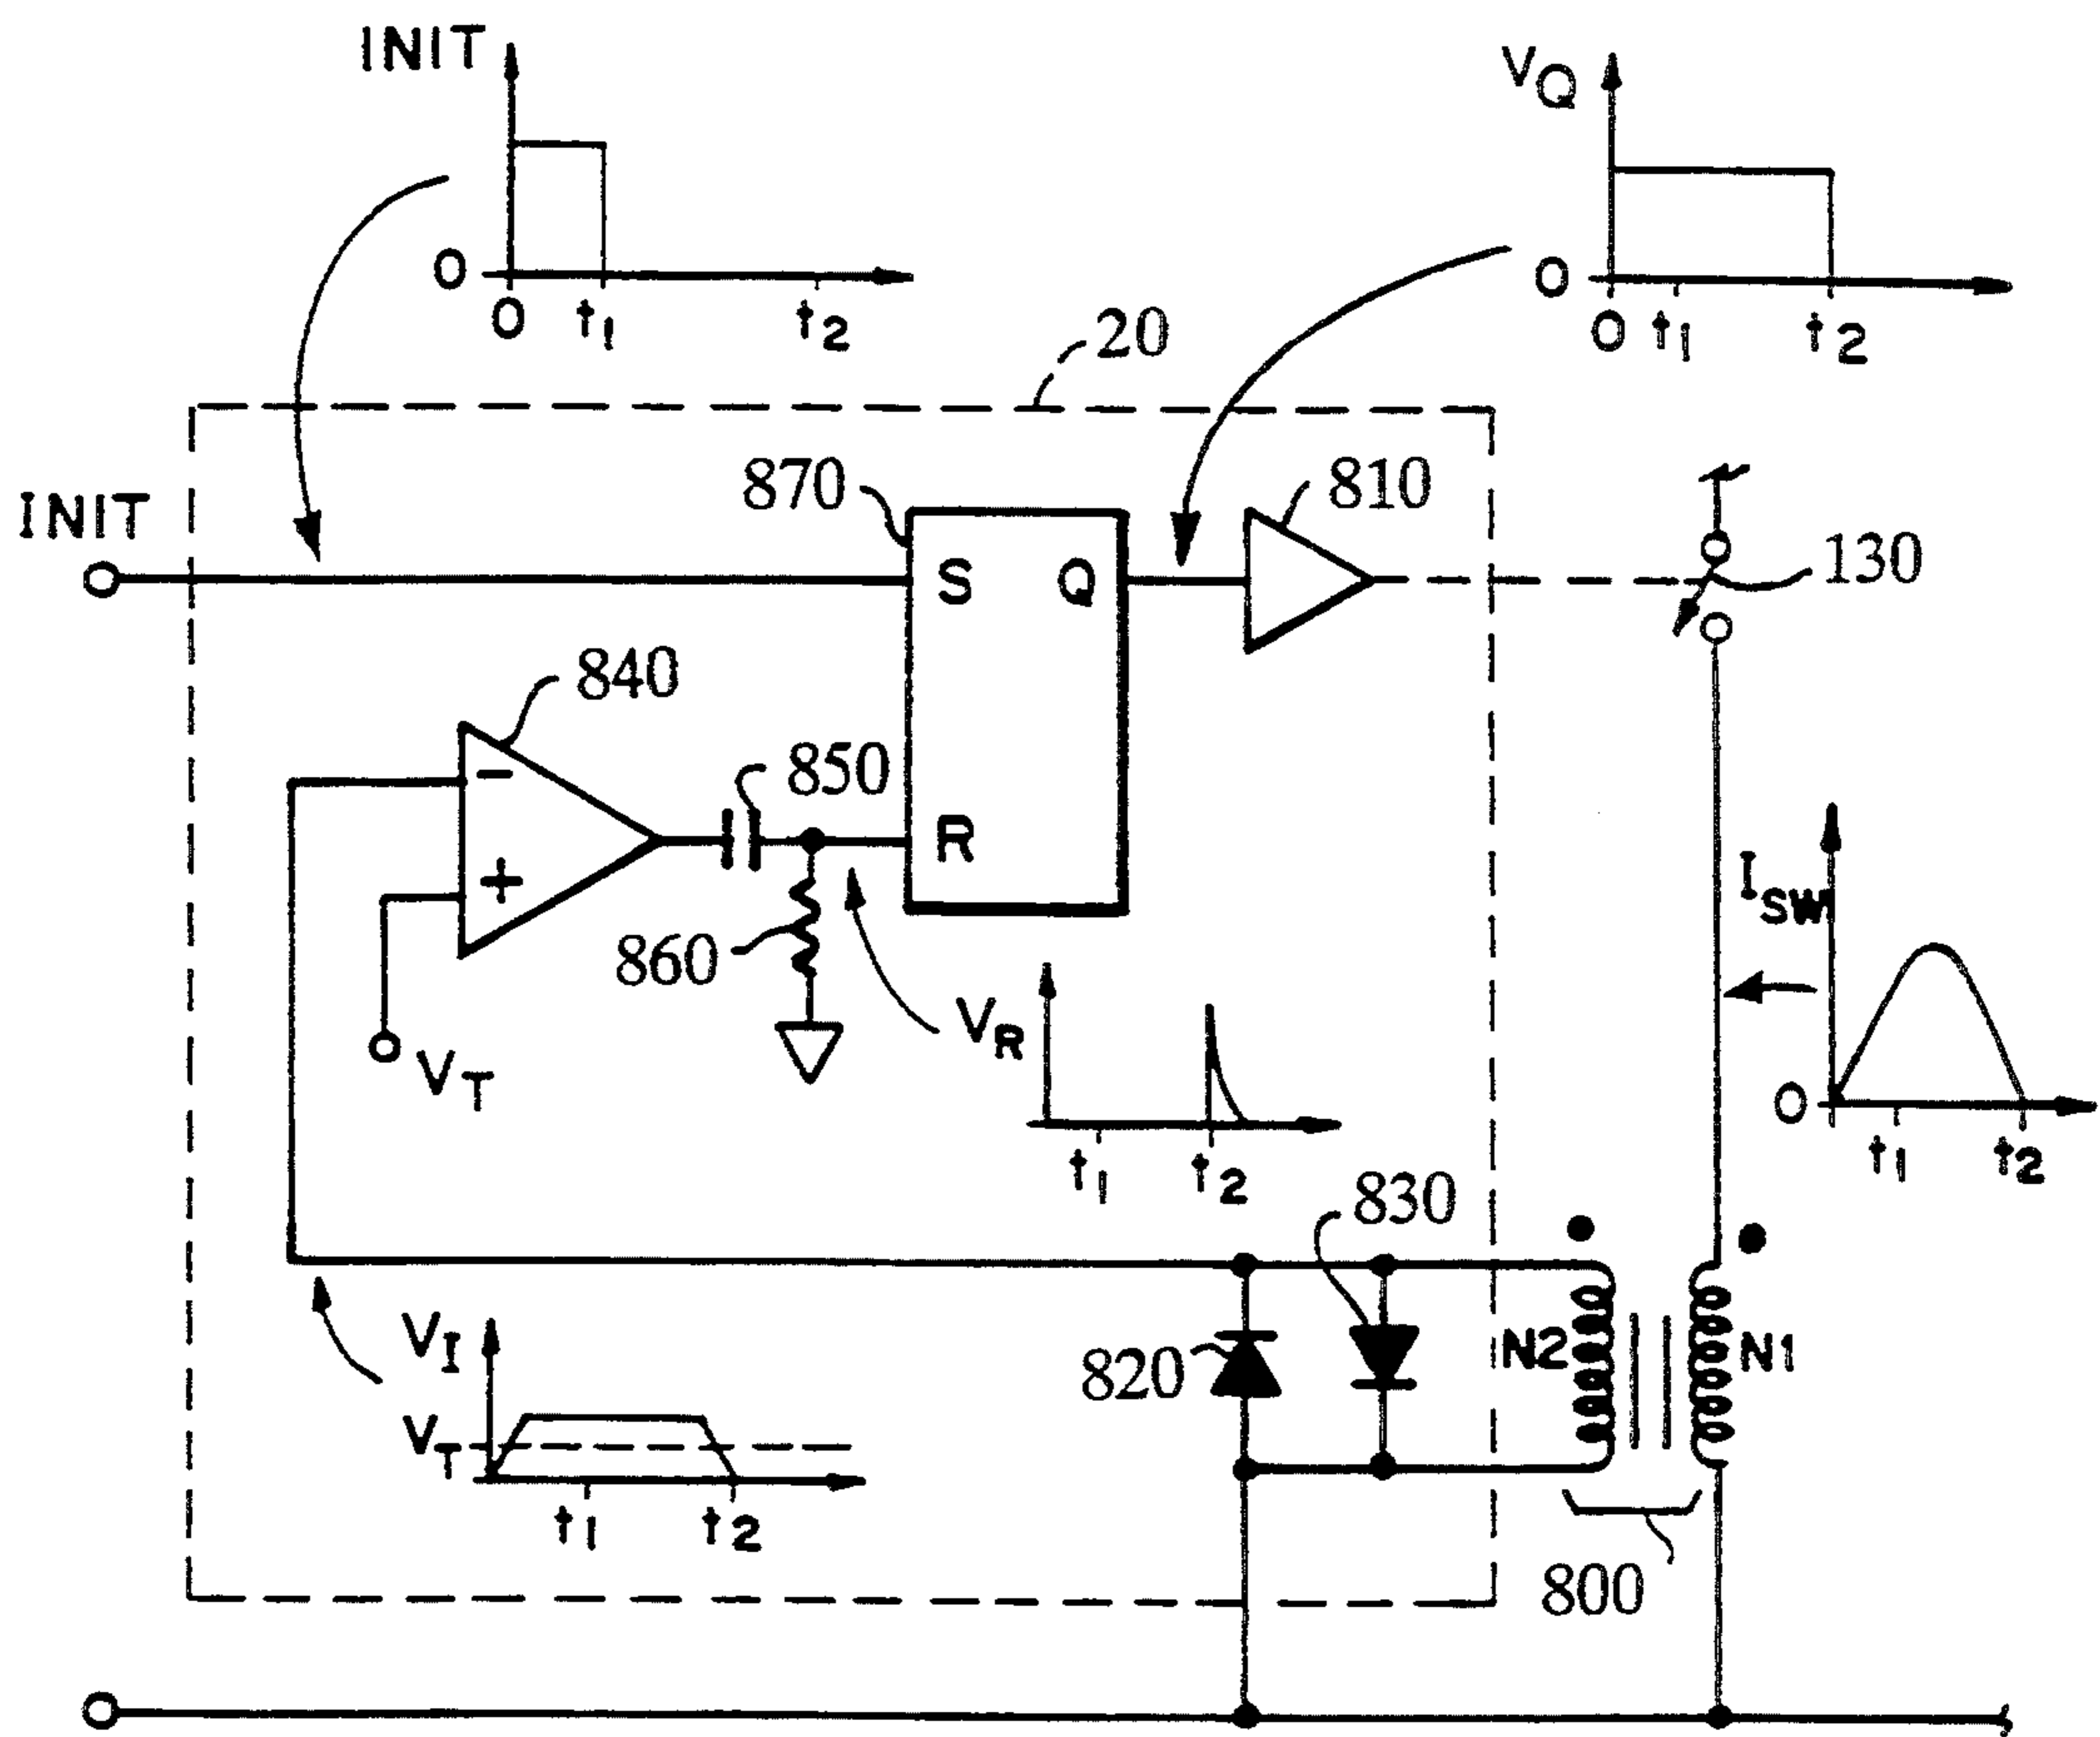 INIT
0
0 t1 t2
VQ
0
0 t1 t2
20
INIT
870
810
130
S Q
840
850
-
+
R
860
VT
VR
t1 t2
ISW
0
t1 t2
830
820
N2 N1
VI
VT
t1 t2
800